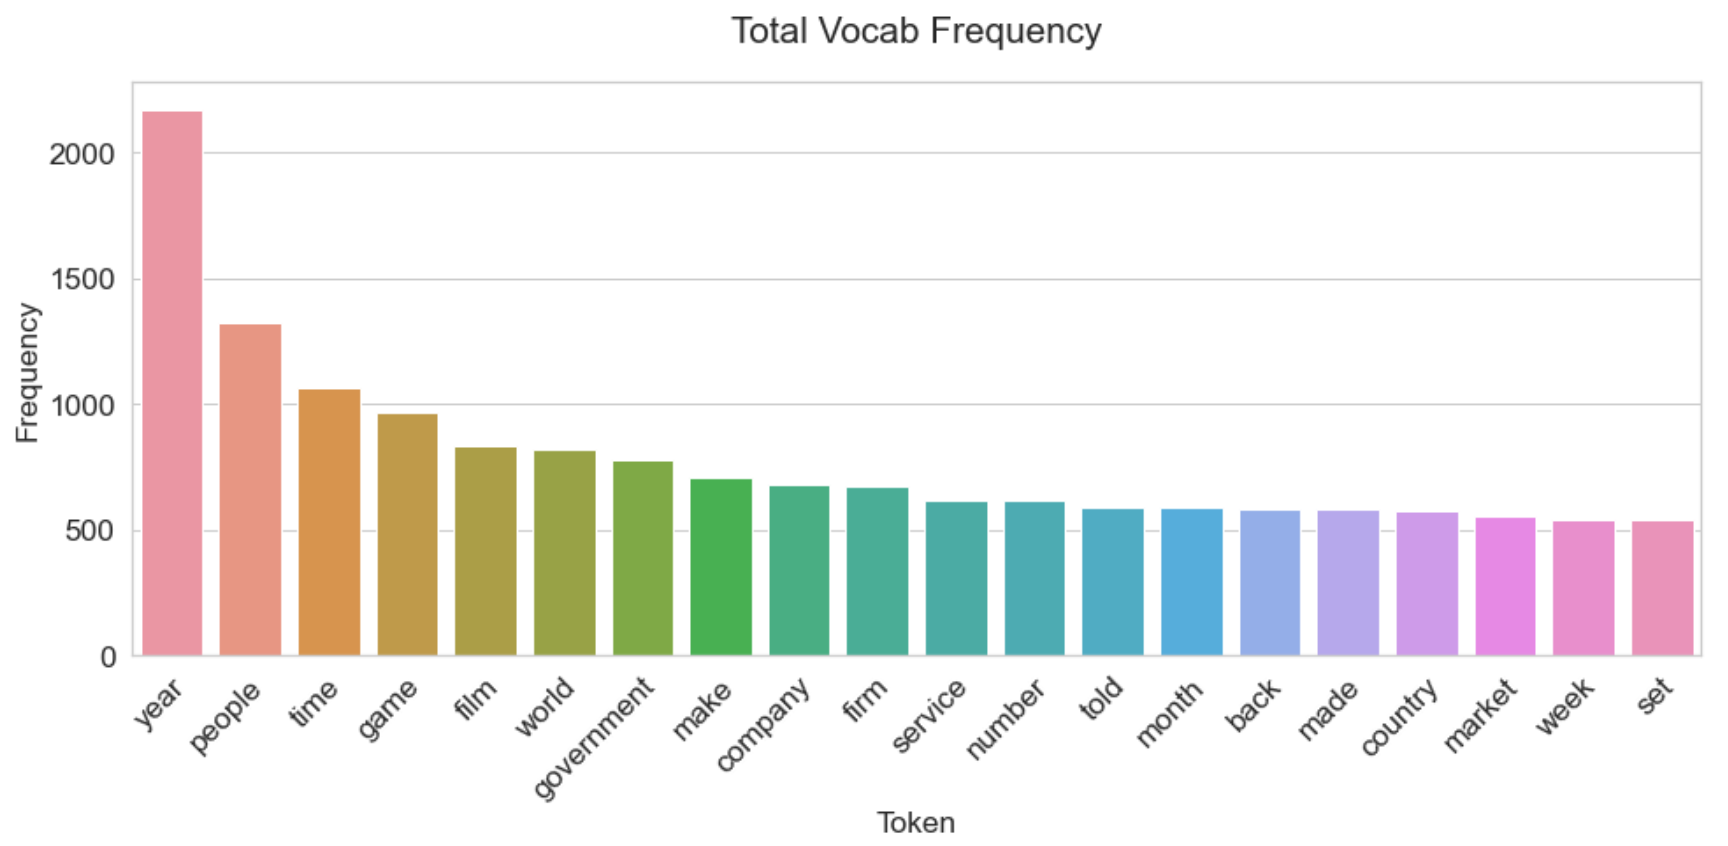 Total Vocab Frequency
Frequency
2000
1500
1000
500
0
year
people
time
game
film
world
government
make
company
firm
service
number
told
month
back
made
country
market
week
set
Token